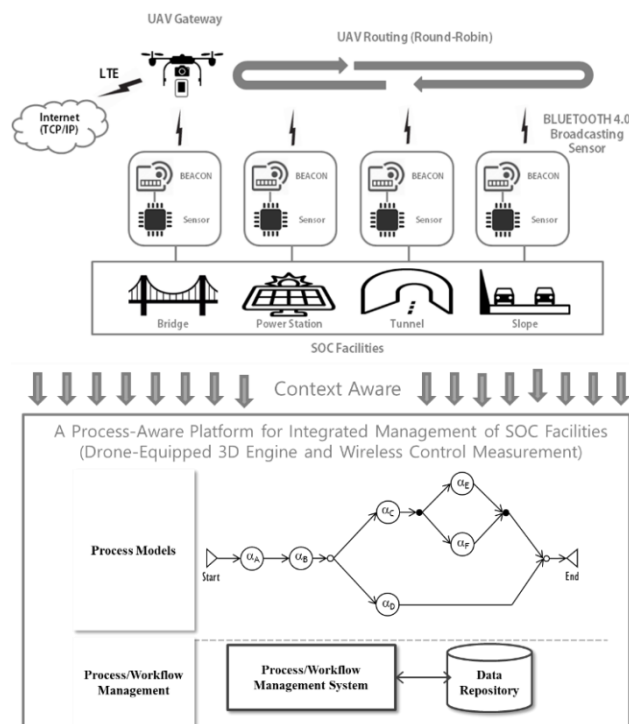 UAV Gateway
UAV Routing (Round-Robin)
LTE
Internet
(TCP/IP)
BLUETOOTH 4.0
Broadcasting
Sensor
BEACON
Sensor
BEACON
Sensor
BEACON
Sensor
BEACON
Sensor
Bridge
Power Station
Tunnel
Slope
SOC Facilities
Context Aware
A Process-Aware Platform for Integrated Management of SOC Facilities
(Drone-Equipped 3D Engine and Wireless Control Measurement)
Process Models
Start
αA
αB
αC
αE
αF
αD
End
Process/Workflow
Management
Process/Workflow
Management System
Data
Repository